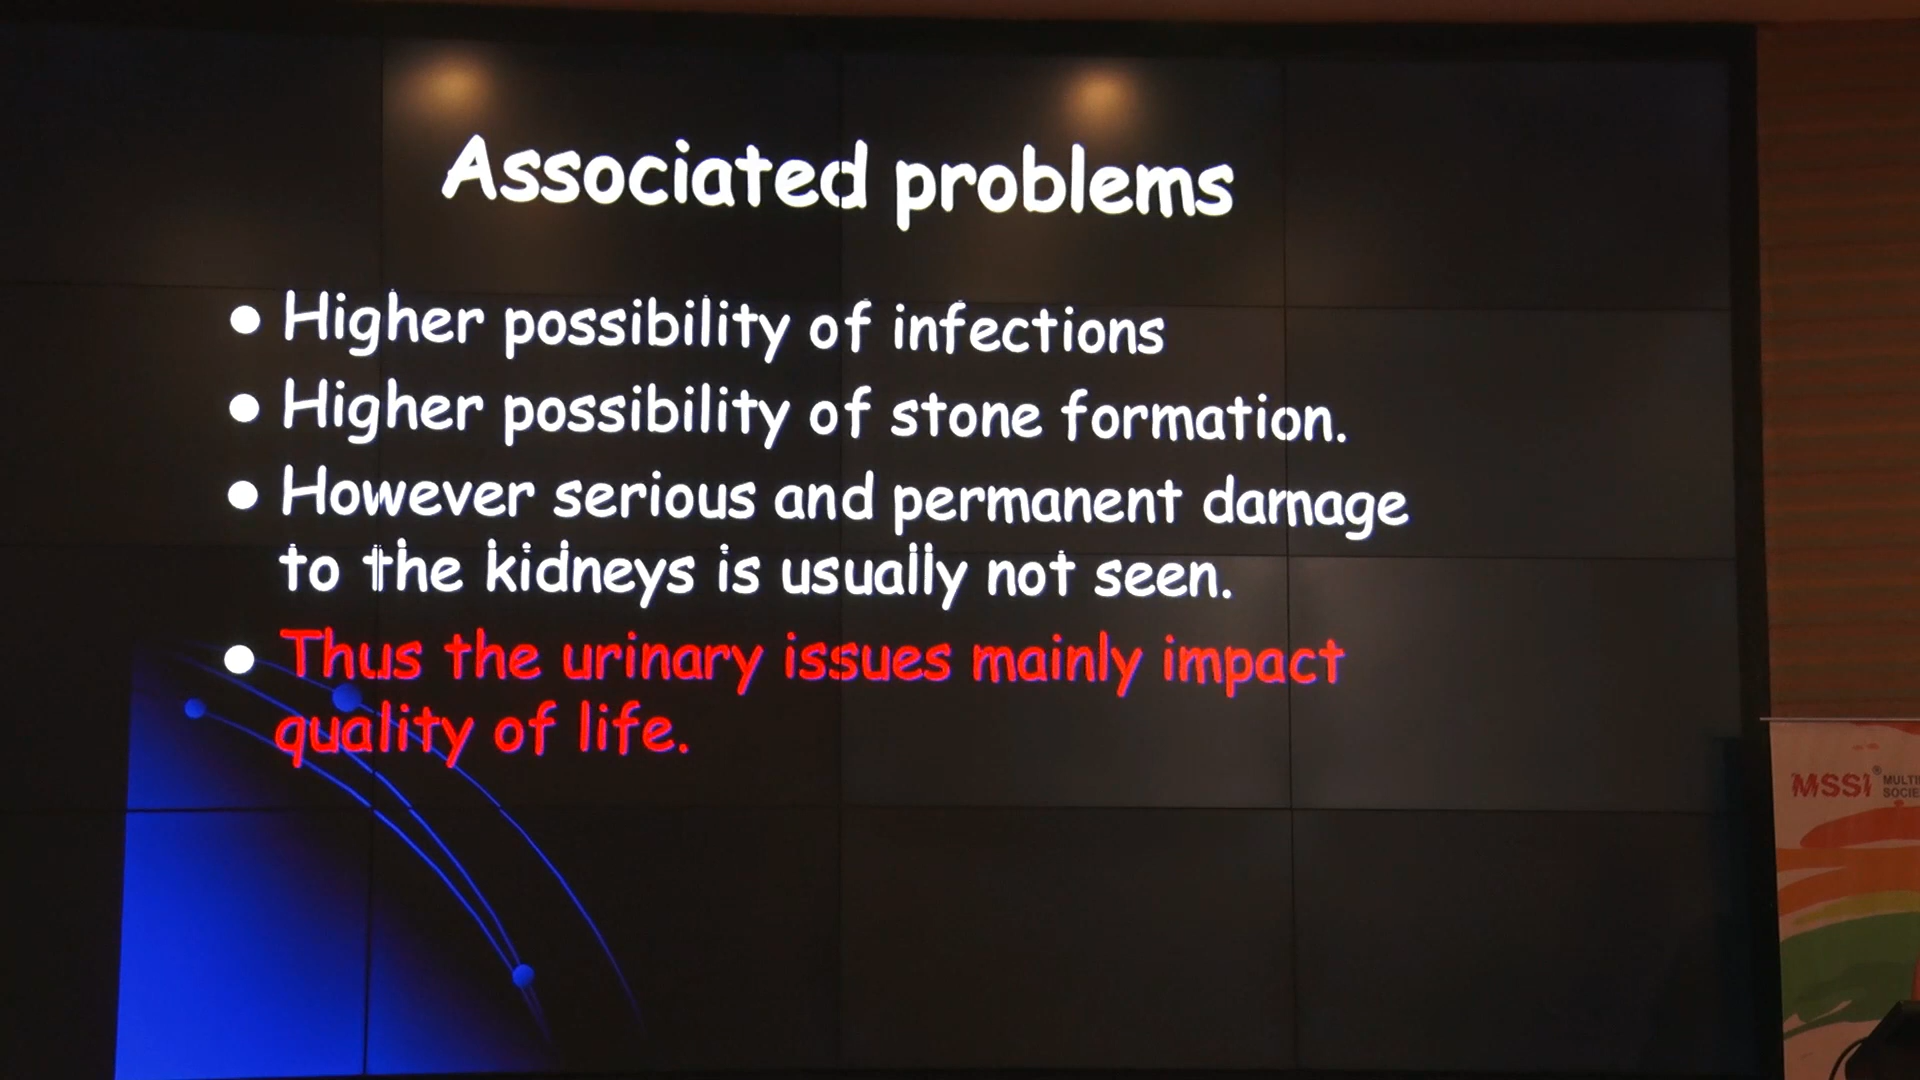 Associated problems
● Higher possibility of infections
● Higher possibility of stone formation.
● However serious and permanent damage
to the kidneys is usually not seen.
● Thus the urinary issues mainly impact
quality of life.
MSSI®